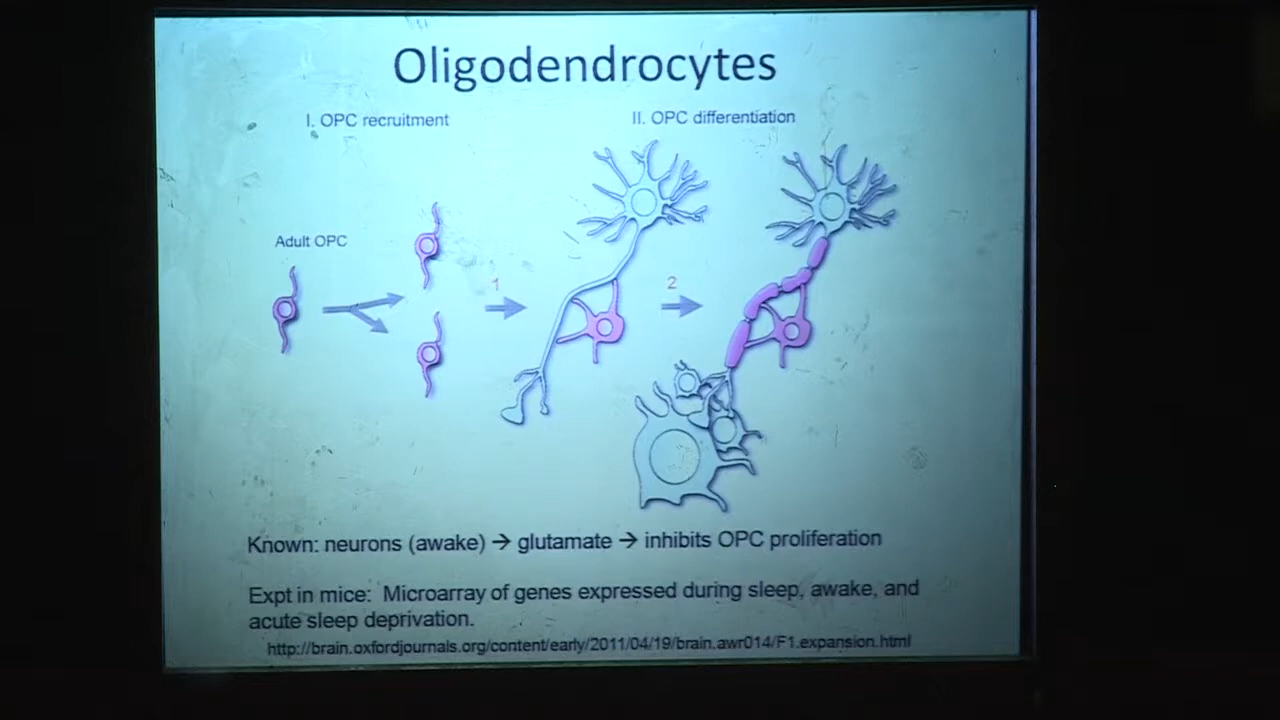 Oligodendrocytes
I. OPC recruitment
II. OPC differentiation
Adult OPC
1
2
Known: neurons (awake) → glutamate → inhibits OPC proliferation
Expt in mice: Microarray of genes expressed during sleep, awake, and
acute sleep deprivation.
http://brain.oxfordjournals.org/content/early/2011/04/19/brain.awr014/F1.expansion.html